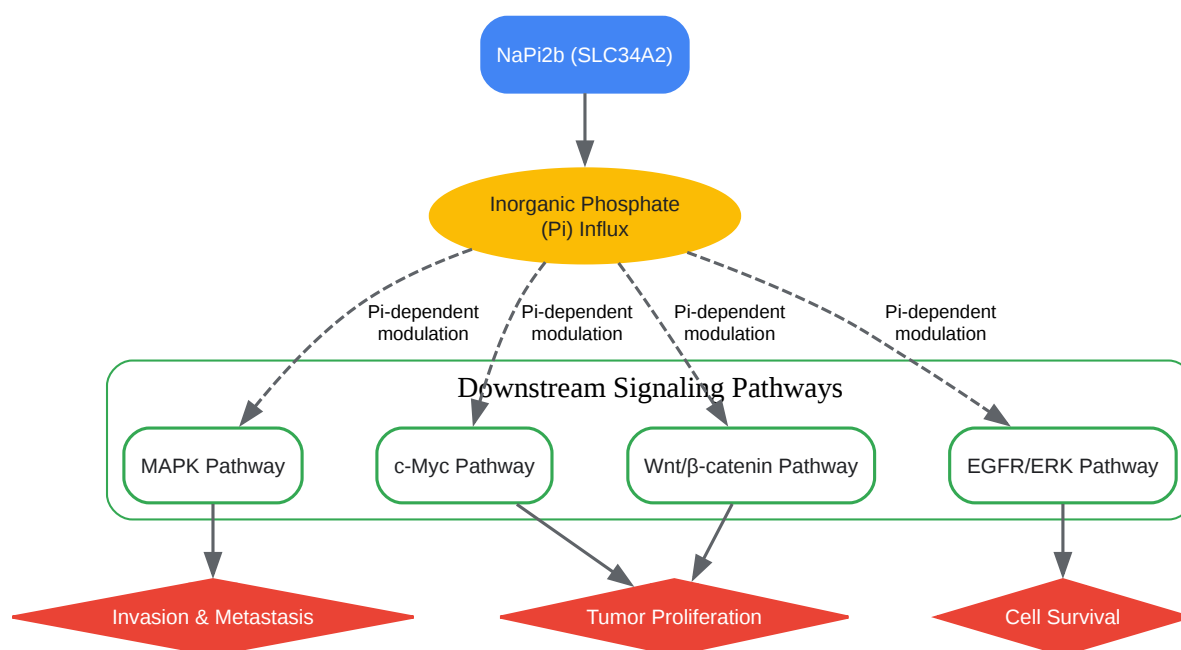 NaPi2b (SLC34A2)
Inorganic Phosphate
(Pi) Influx
Pi-dependent
modulation
Pi-dependent
modulation
Pi-dependent
modulation
Pi-dependent
modulation
Downstream Signaling Pathways
MAPK Pathway
c-Myc Pathway
Wnt/β-catenin Pathway
EGFR/ERK Pathway
Invasion & Metastasis
Tumor Proliferation
Cell Survival